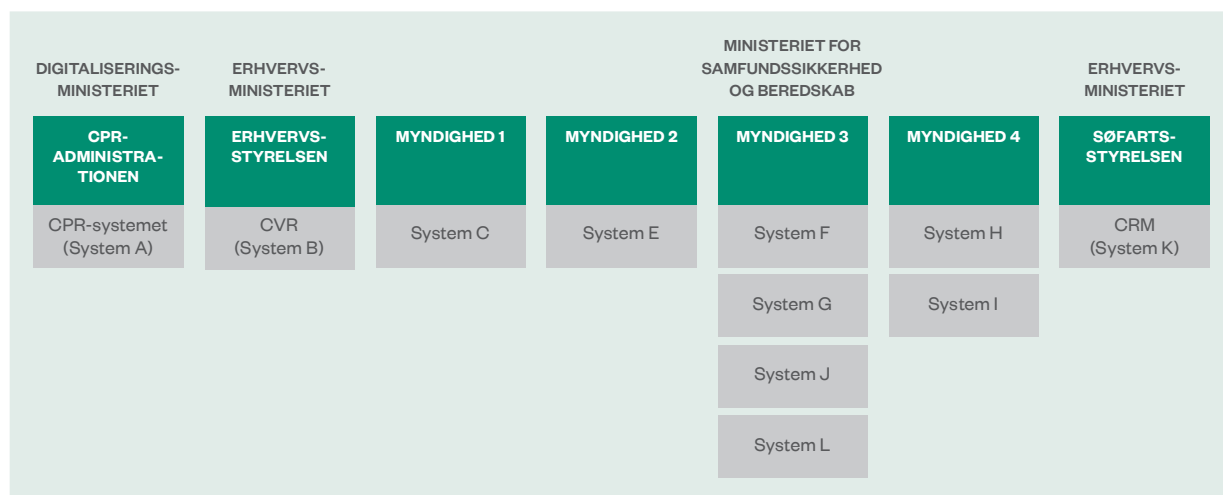 DIGITALISERINGS-
MINISTERIET
ERHVERVS-
MINISTERIET
MINISTERIET FOR
SAMFUNDSSIKKERHED
OG BEREDSKAB
ERHVERVS-
MINISTERIET
CPR-
ADMINISTRA-
TIONEN
ERHVERVS-
STYRELSEN
MYNDIGHED 1
MYNDIGHED 2
MYNDIGHED 3
MYNDIGHED 4
SØFARTS-
STYRELSEN
CPR-systemet
(System A)
CVR
(System B)
System C
System E
System F
System H
CRM
(System K)
System G
System I
System J
System L